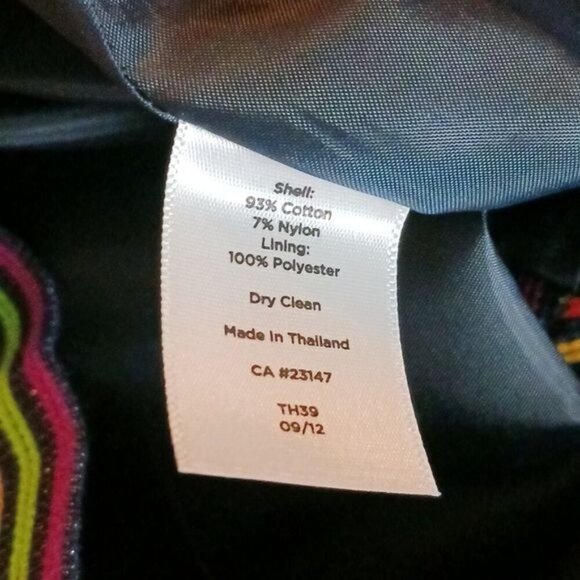 Shell:
93% Cotton
7% Nylon
Lining:
100% Polyester
Dry Clean
Made in Thailand
CA #23147
TH39
09/12